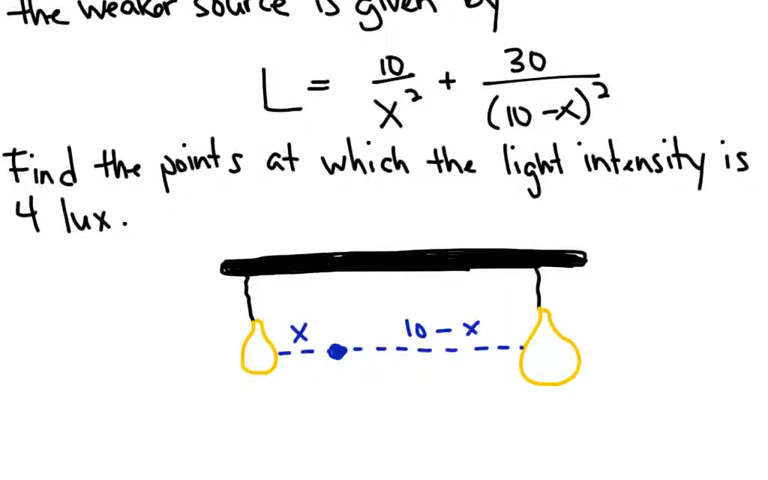 the weaker source is given by
L = 10/x² + 30/(10-x)²
Find the points at which the light intensity is
4 lux.
x 10-x